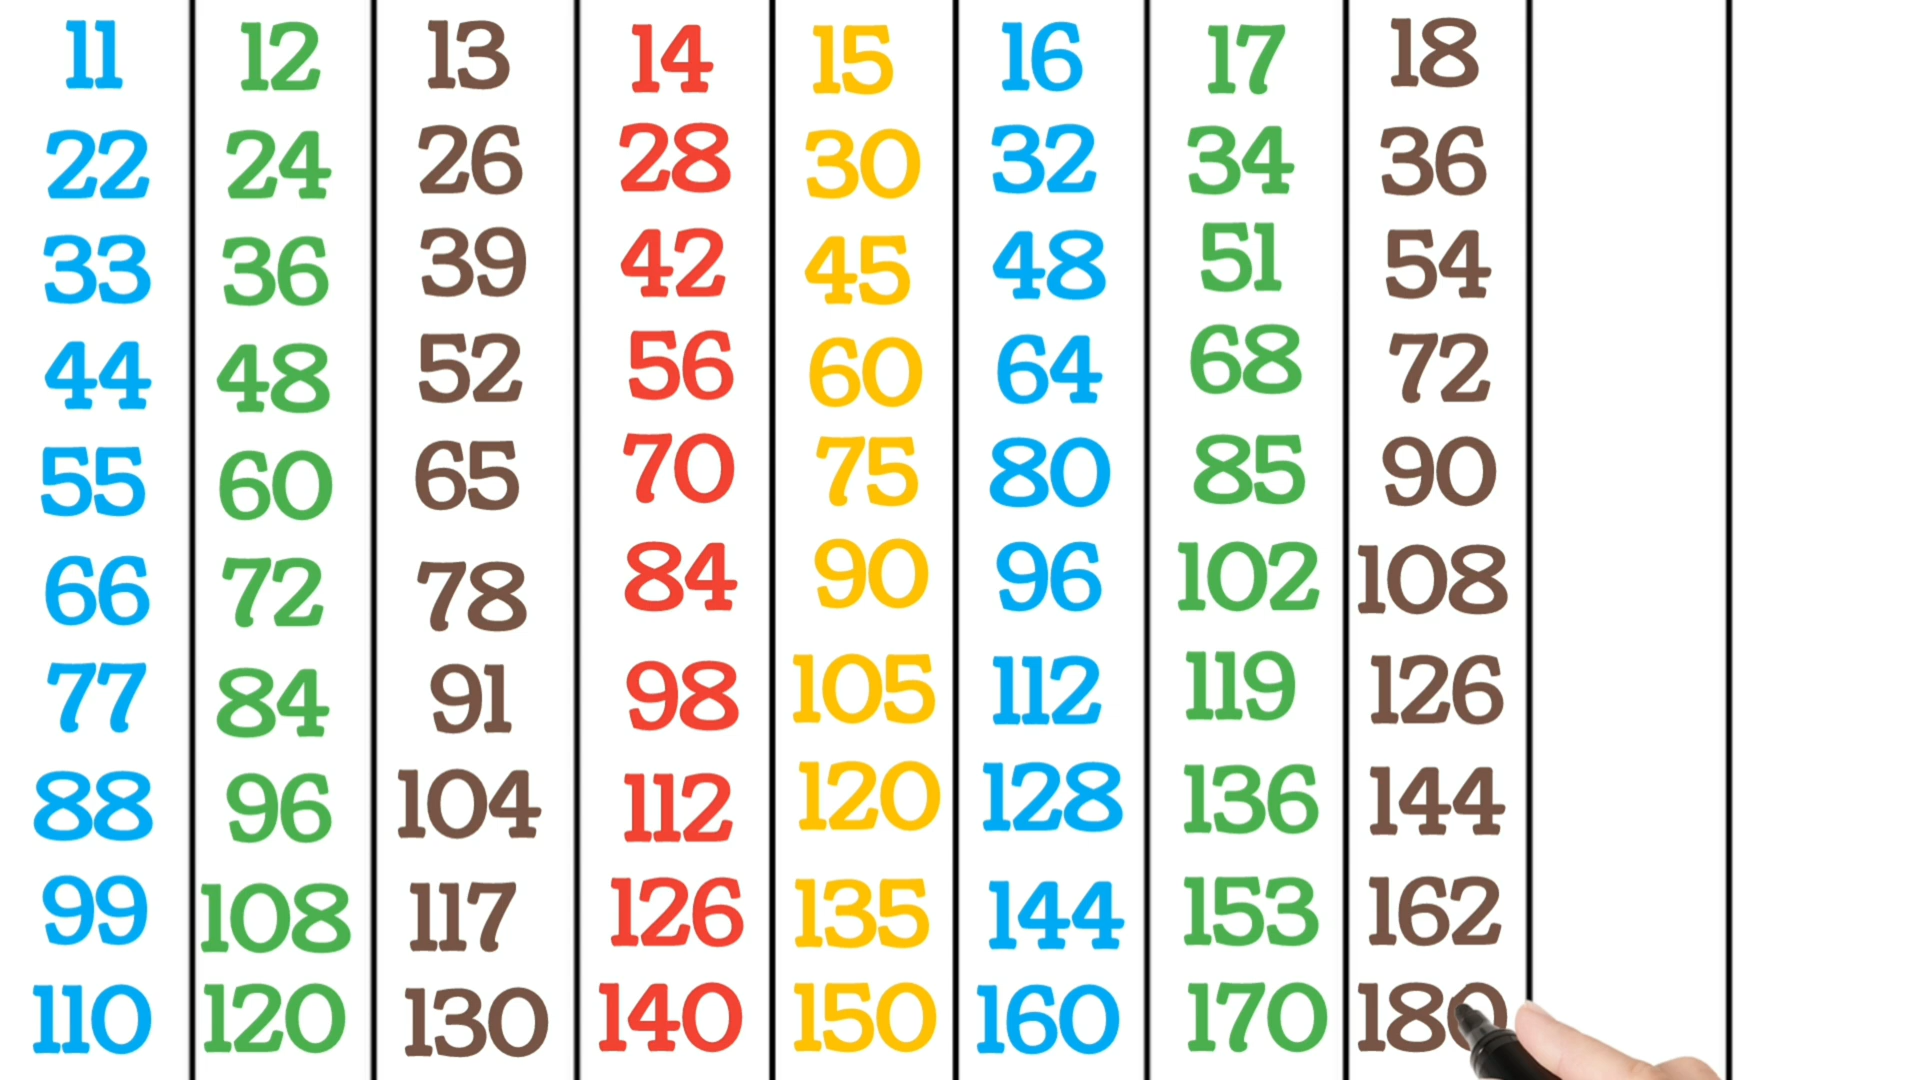 11 12 13 14 15 16 17 18
22 24 26 28 30 32 34 36
33 36 39 42 45 48 51 54
44 48 52 56 60 64 68 72
55 60 65 70 75 80 85 90
66 72 78 84 90 96 102 108
77 84 91 98 105 112 119 126
88 96 104 112 120 128 136 144
99 108 117 126 135 144 153 162
110 120 130 140 150 160 170 180